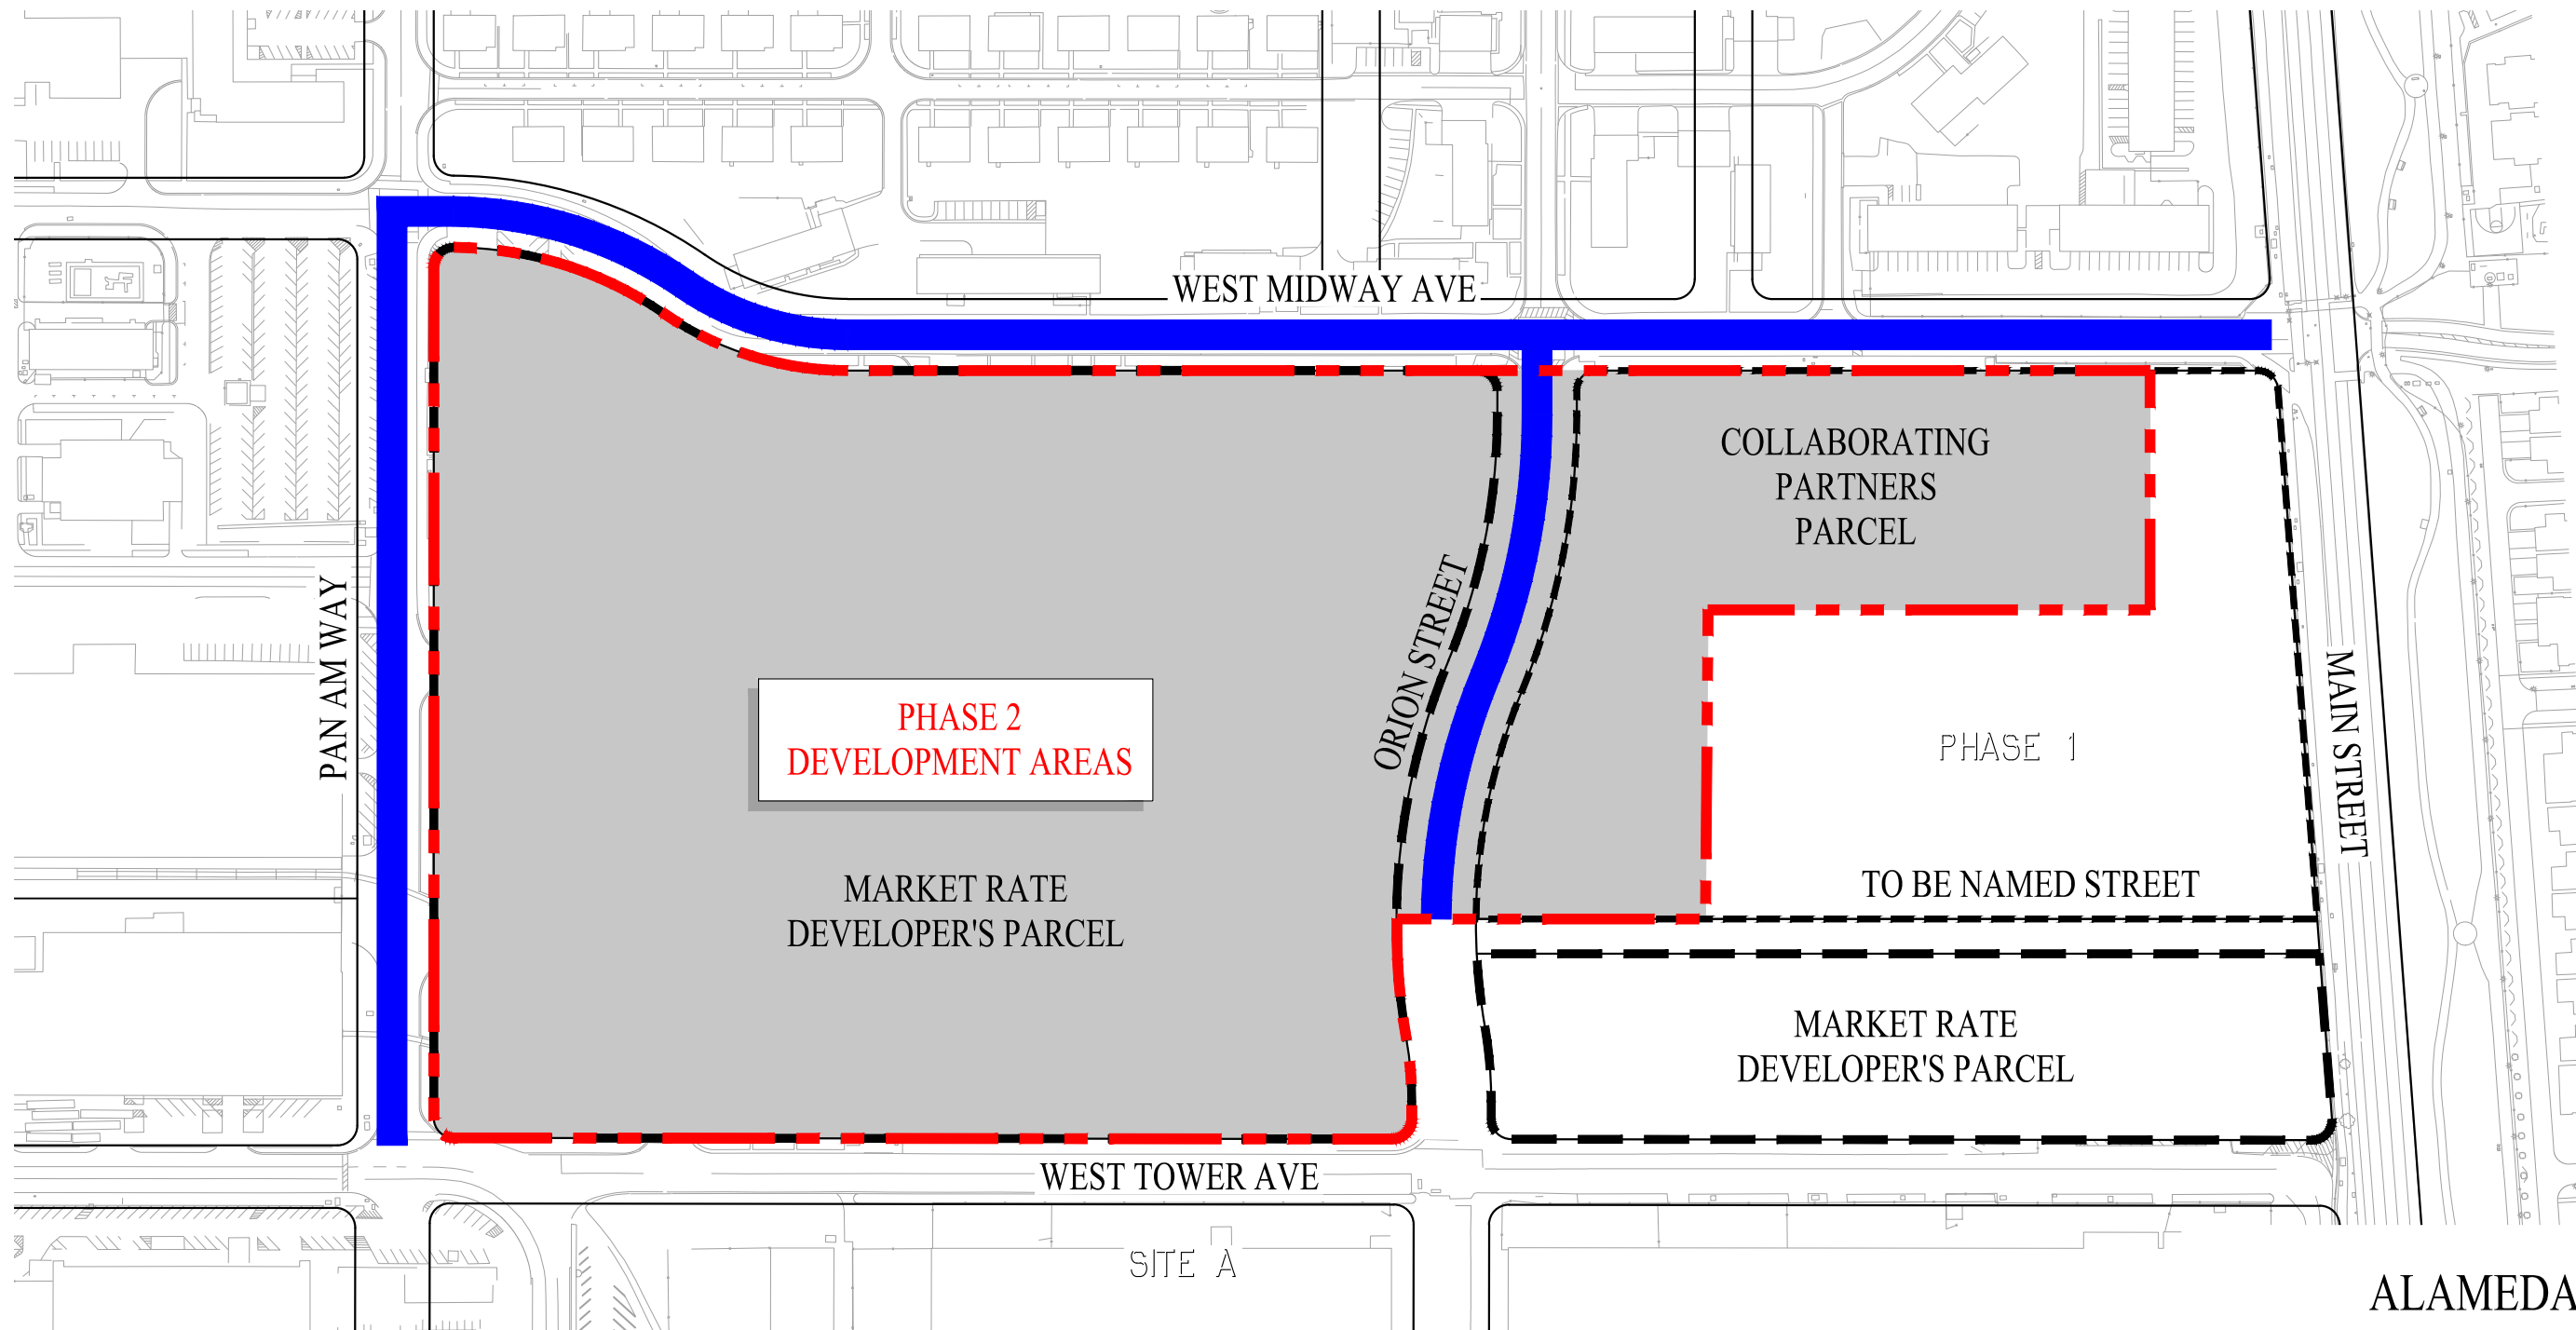 WEST MIDWAY AVE
COLLABORATING
PARTNERS
PARCEL
PAN AM WAY
ORION STREET
PHASE 2
DEVELOPMENT AREAS
PHASE 1
MAIN STREET
MARKET RATE
DEVELOPER'S PARCEL
TO BE NAMED STREET
MARKET RATE
DEVELOPER'S PARCEL
WEST TOWER AVE
SITE A
ALAMEDA